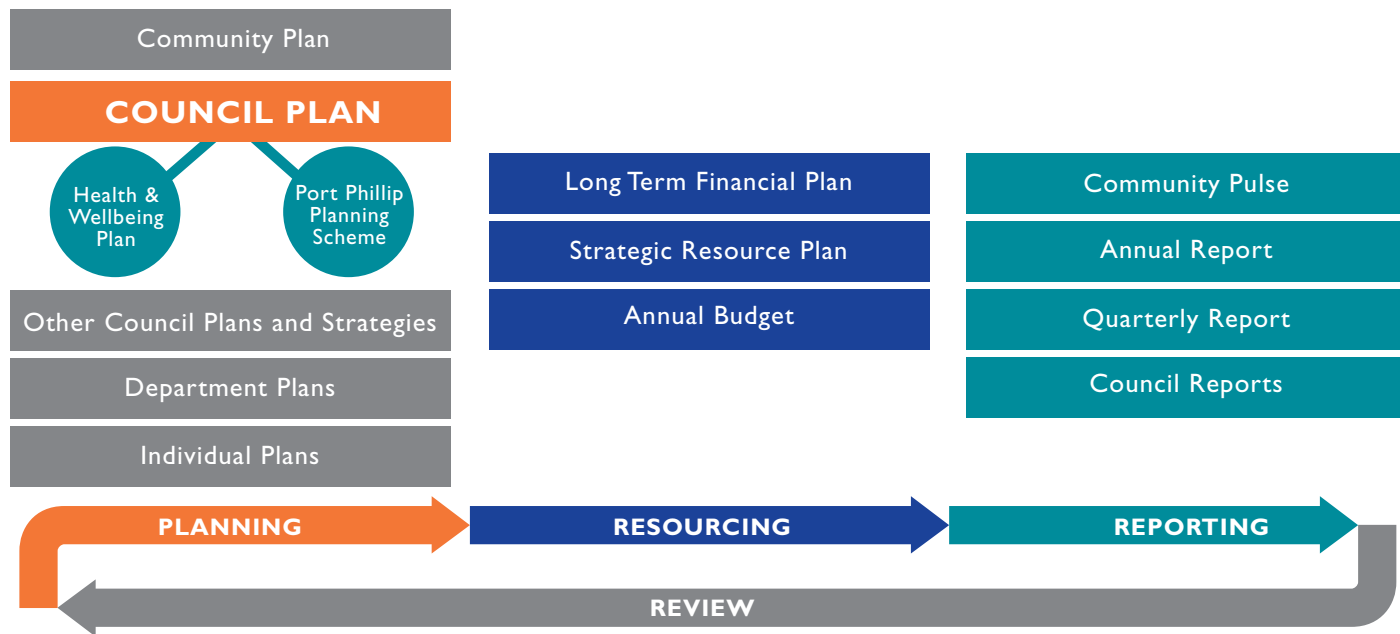 Community Plan
COUNCIL PLAN
Health &
Wellbeing
Plan
Port Phillip
Planning
Scheme
Other Council Plans and Strategies
Department Plans
Individual Plans
Long Term Financial Plan
Strategic Resource Plan
Annual Budget
Community Pulse
Annual Report
Quarterly Report
Council Reports
PLANNING
RESOURCING
REPORTING
REVIEW